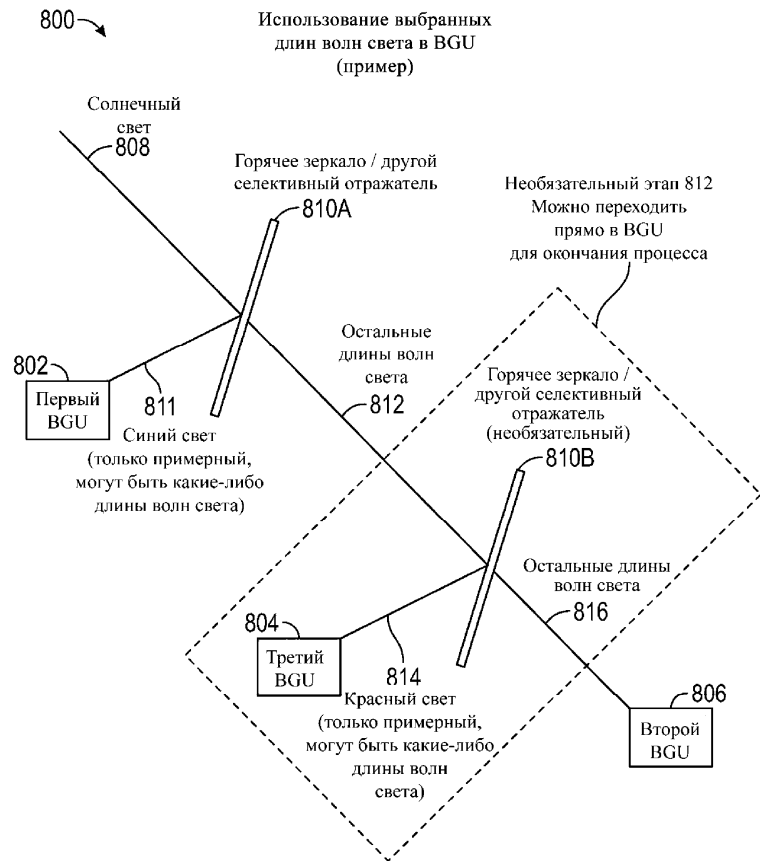 800
Использование выбранных
длин волн света в BGU
(пример)
Солнечный
свет
808
Горячее зеркало / другой
селективный отражатель
810A
Необязательный этап 812
Можно переходить
прямо в BGU
для окончания процесса
Остальные
длины волн
света
812
802
Первый
BGU
811
Синий свет
(только примерный,
могут быть какие-либо
длины волн света)
Горячее зеркало /
другой селективный
отражатель
(необязательный)
810B
Остальные длины
волн света
816
804
Третий
BGU
814
Красный свет
(только примерный,
могут быть какие-либо
длины волн
света)
806
Второй
BGU